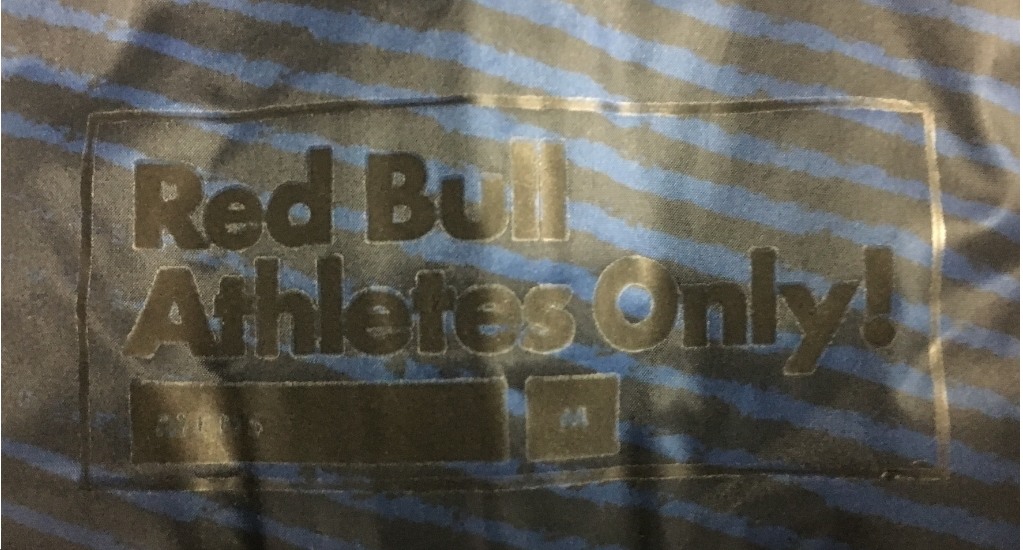 Red Bull
Athletes Only!
M